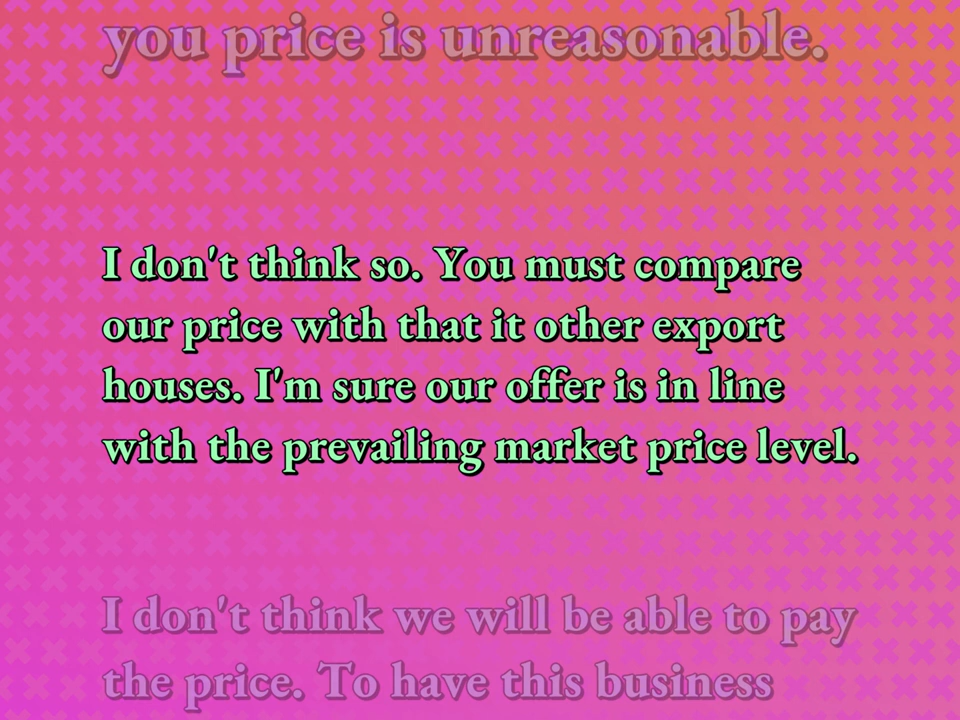 you price is unreasonable.
I don't think so. You must compare
our price with that it other export
houses. I'm sure our offer is in line
with the prevailing market price level.
I don't think we will be able to pay
the price. To have this business